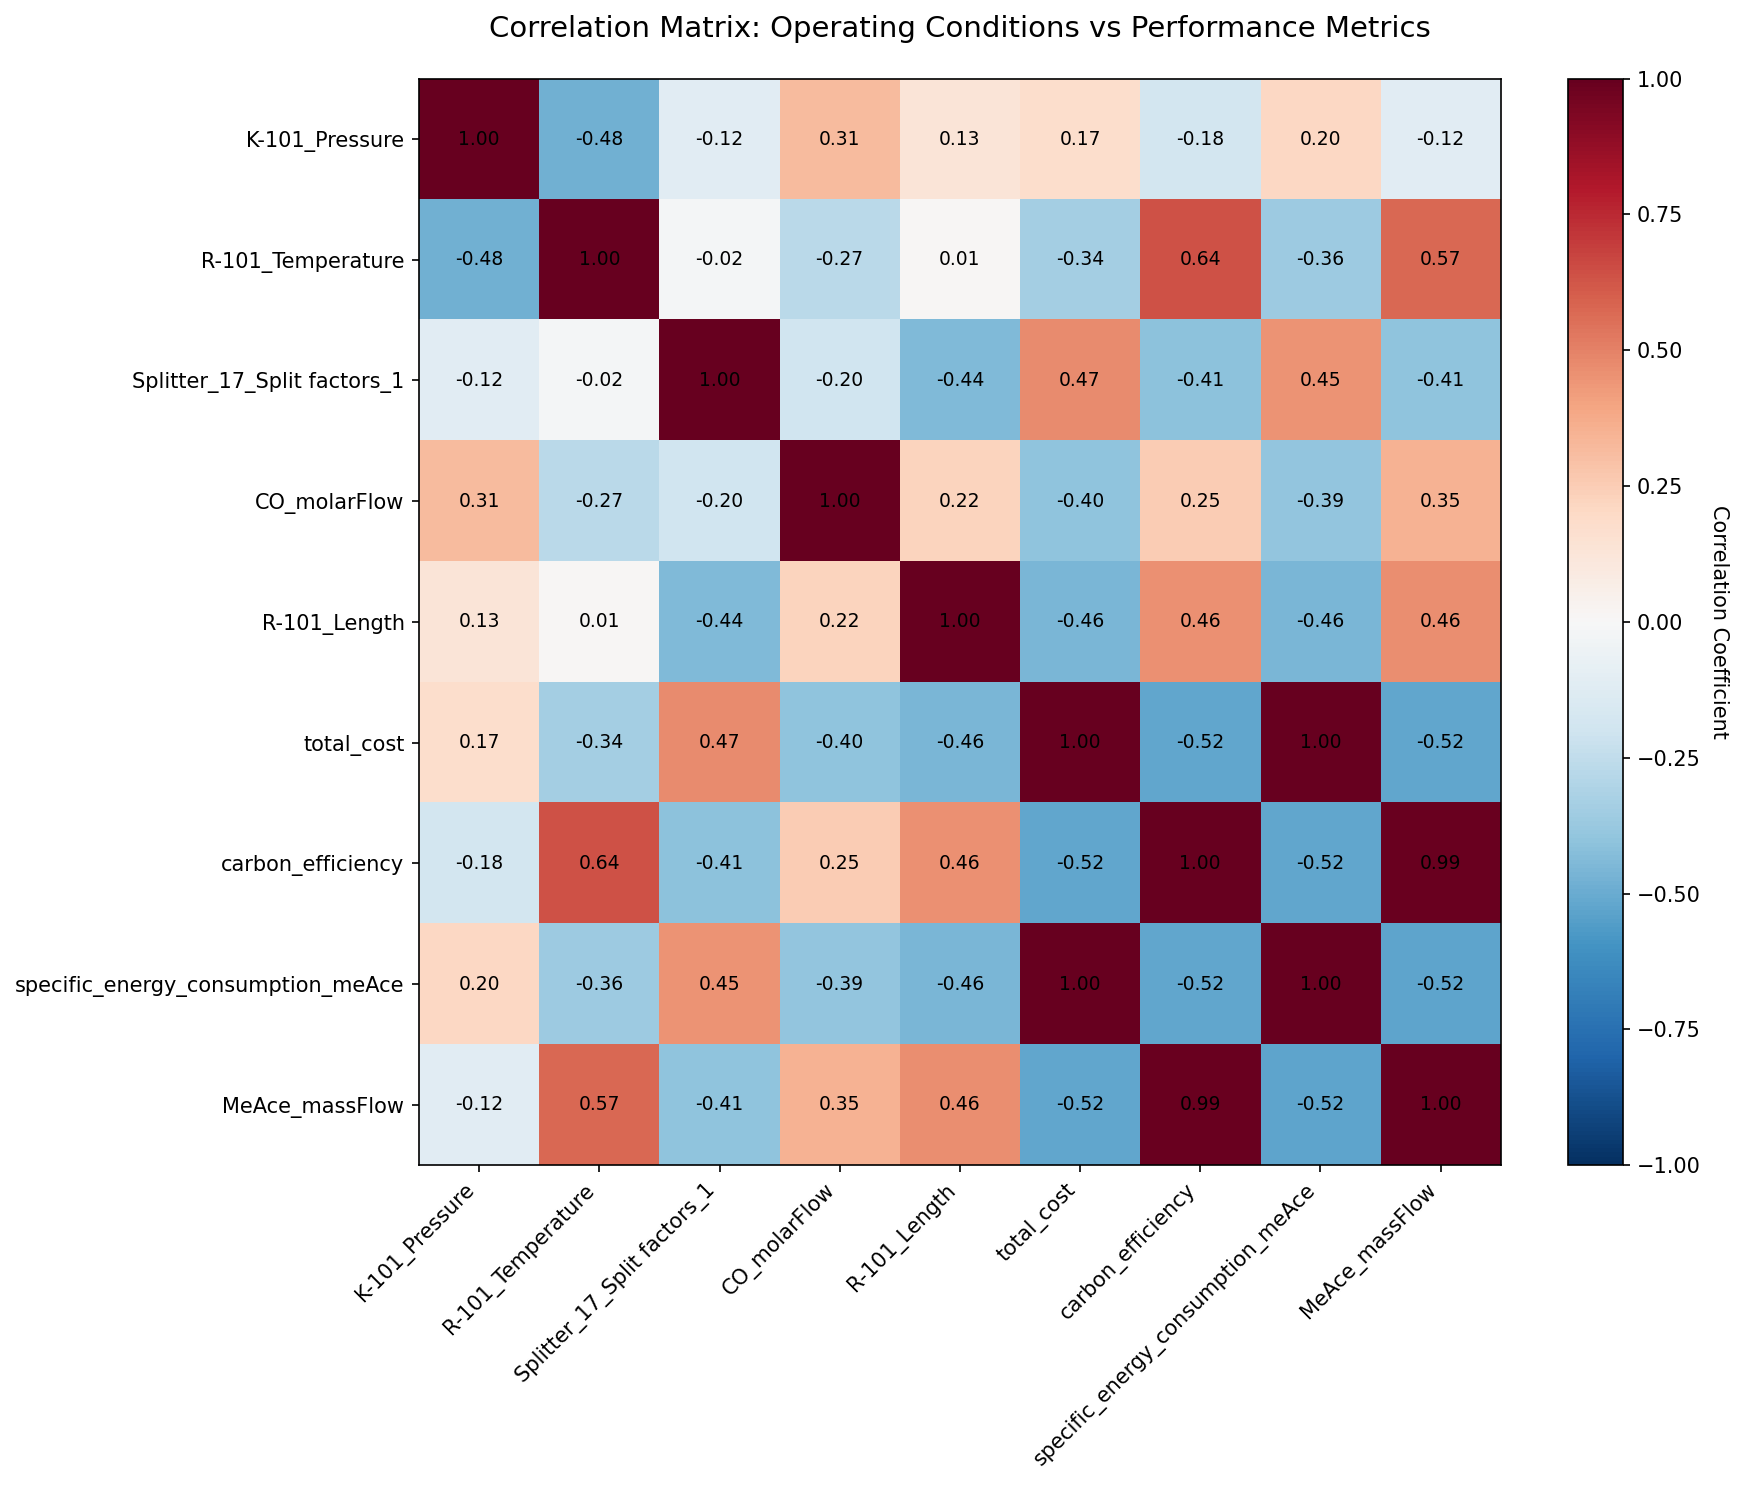 Correlation Matrix: Operating Conditions vs Performance Metrics
K-101_Pressure 1.00 -0.48 -0.12 0.31 0.13 0.17 -0.18 0.20 -0.12
R-101_Temperature -0.48 1.00 -0.02 -0.27 0.01 -0.34 0.64 -0.36 0.57
Splitter_17_Split factors_1 -0.12 -0.02 1.00 -0.20 -0.44 0.47 -0.41 0.45 -0.41
CO_molarFlow 0.31 -0.27 -0.20 1.00 0.22 -0.40 0.25 -0.39 0.35
R-101_Length 0.13 0.01 -0.44 0.22 1.00 -0.46 0.46 -0.46 0.46
total_cost 0.17 -0.34 0.47 -0.40 -0.46 1.00 -0.52 1.00 -0.52
carbon_efficiency -0.18 0.64 -0.41 0.25 0.46 -0.52 1.00 -0.52 0.99
specific_energy_consumption_meAce 0.20 -0.36 0.45 -0.39 -0.46 1.00 -0.52 1.00 -0.52
MeAce_massFlow -0.12 0.57 -0.41 0.35 0.46 -0.52 0.99 -0.52 1.00
K-101_Pressure
R-101_Temperature
Splitter_17_Split factors_1
CO_molarFlow
R-101_Length
total_cost
carbon_efficiency
specific_energy_consumption_meAce
MeAce_massFlow
1.00
0.75
0.50
0.25
0.00
−0.25
−0.50
−0.75
−1.00
Correlation Coefficient